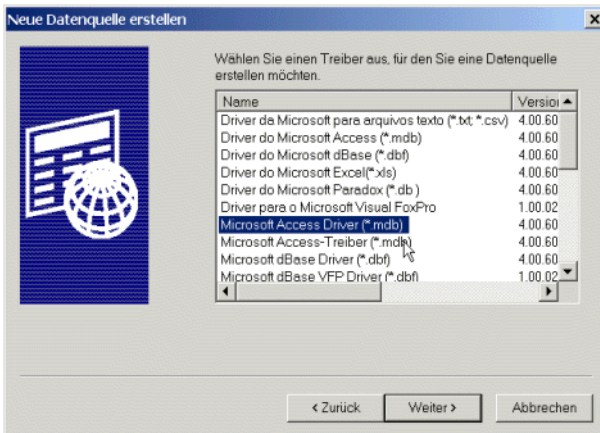 Neue Datenquelle erstellen
Wählen Sie einen Treiber aus, für den Sie eine Datenquelle
erstellen möchten.
Name Version
Driver da Microsoft para arquivos texto (*.txt; *.csv) 4.00.60
Driver do Microsoft Access (*.mdb) 4.00.60
Driver do Microsoft dBase (*.dbf) 4.00.60
Driver do Microsoft Excel(*.xls) 4.00.60
Driver do Microsoft Paradox (*.db ) 4.00.60
Driver para o Microsoft Visual FoxPro 1.00.02
Microsoft Access Driver (*.mdb) 4.00.60
Microsoft Access-Treiber (*.mdb) 4.00.60
Microsoft dBase Driver (*.dbf) 4.00.60
Microsoft dBase VFP Driver (*.dbf) 1.00.02
< Zurück Weiter > Abbrechen